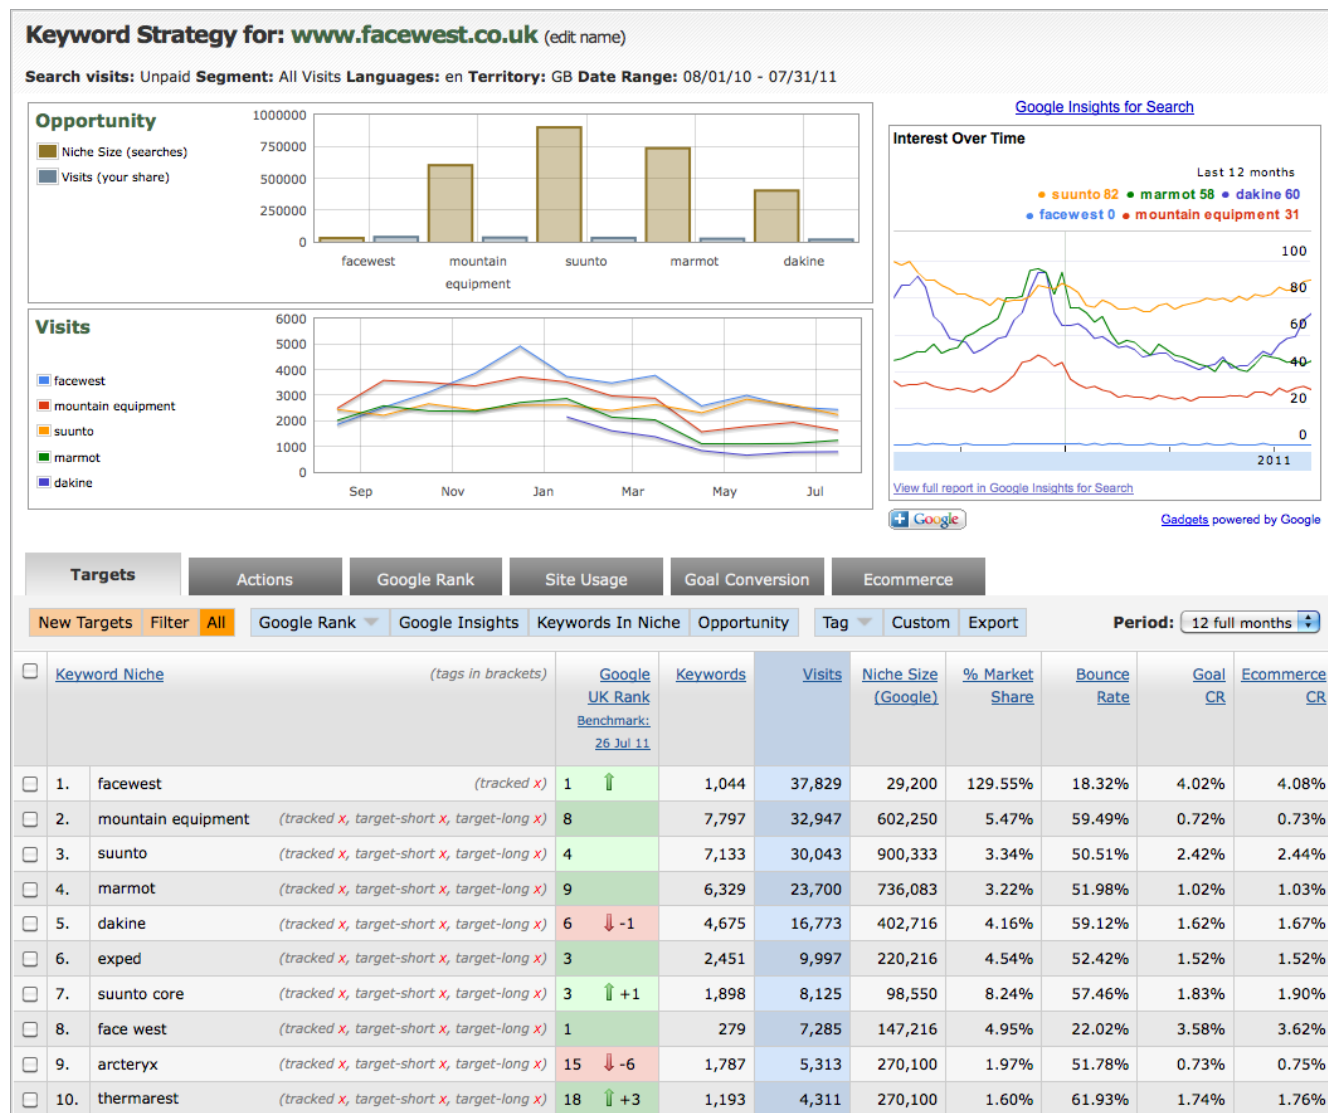 Keyword Strategy for: www.facewest.co.uk (edit name)
Search visits: Unpaid Segment: All Visits Languages: en Territory: GB Date Range: 08/01/10 - 07/31/11
Opportunity
Niche Size (searches)
Visits (your share)
1000000
750000
500000
250000
0
facewest mountain equipment suunto marmot dakine
Visits
facewest
mountain equipment
suunto
marmot
dakine
6000
5000
4000
3000
2000
1000
0
Sep Nov Jan Mar May Jul
Google Insights for Search
Interest Over Time
Last 12 months
suunto 82 marmot 58 dakine 60
facewest 0 mountain equipment 31
100
80
60
40
20
0
2011
View full report in Google Insights for Search
Google
Gadgets powered by Google
Targets Actions Google Rank Site Usage Goal Conversion Ecommerce
New Targets Filter All Google Rank Google Insights Keywords In Niche Opportunity Tag Custom Export Period: 12 full months
Keyword Niche (tags in brackets) Google UK Rank Benchmark: 26 Jul 11 Keywords Visits Niche Size (Google) % Market Share Bounce Rate Goal CR Ecommerce CR
1. facewest (tracked x) 1 ⇧ 1,044 37,829 29,200 129.55% 18.32% 4.02% 4.08%
2. mountain equipment (tracked x, target-short x, target-long x) 8 7,797 32,947 602,250 5.47% 59.49% 0.72% 0.73%
3. suunto (tracked x, target-short x, target-long x) 4 7,133 30,043 900,333 3.34% 50.51% 2.42% 2.44%
4. marmot (tracked x, target-short x, target-long x) 9 6,329 23,700 736,083 3.22% 51.98% 1.02% 1.03%
5. dakine (tracked x, target-short x, target-long x) 6 ⇩ -1 4,675 16,773 402,716 4.16% 59.12% 1.62% 1.67%
6. exped (tracked x, target-short x, target-long x) 3 2,451 9,997 220,216 4.54% 52.42% 1.52% 1.52%
7. suunto core (tracked x, target-short x, target-long x) 3 ⇧ +1 1,898 8,125 98,550 8.24% 57.46% 1.83% 1.90%
8. face west (tracked x, target-short x, target-long x) 1 279 7,285 147,216 4.95% 22.02% 3.58% 3.62%
9. arcteryx (tracked x, target-short x, target-long x) 15 ⇩ -6 1,787 5,313 270,100 1.97% 51.78% 0.73% 0.75%
10. thermarest (tracked x, target-short x, target-long x) 18 ⇧ +3 1,193 4,311 270,100 1.60% 61.93% 1.74% 1.76%